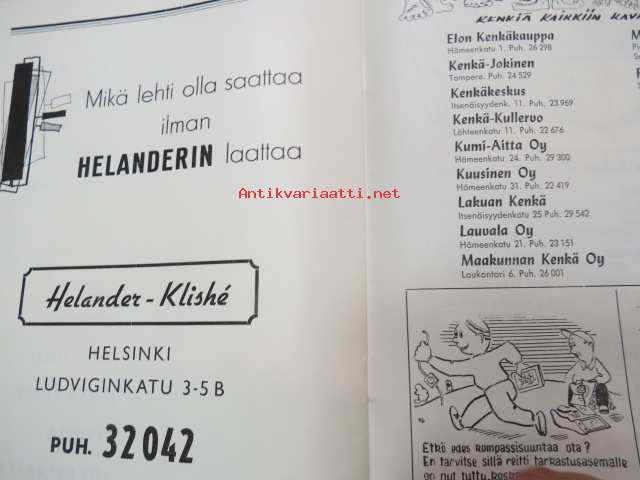 Mikä lehti olla saattaa
ilman
HELANDERIN laattaa
Helander - Klishé
HELSINKI
LUDVIGINKATU 3-5 B
PUH. 32042
KENKIÄ KAIKKIIN
Elon Kenkäkauppa
Hämeenkatu 1. Puh. 26 298
Kenkä-Jokinen
Tampere. Puh. 24 529
Kenkäkeskus
Itsenäisyydenk. 11. Puh. 23 969
Kenkä-Kullervo
Lähteenkatu 11. Puh. 22 676
Kumi-Aitta Oy
Hämeenkatu 24. Puh. 29 300
Kuusinen Oy
Hämeenkatu 31. Puh. 22 419
Lakuan Kenkä
Itsenäisyydenkatu 25 Puh. 29 542
Lauvala Oy
Hämeenkatu 21. Puh. 23 151
Maakunnan Kenkä Oy
Laukontori 6. Puh. 26 001
Etkö edes kompassisuuntaa ota?
En tarvitse sillä reitti tarkastusasemalle
on nut tuttu,
Antikvariaatti.net